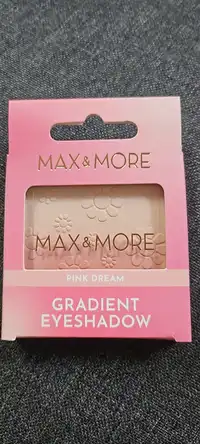 MAX & MORE
MAX & MORE
PINK DREAM
GRADIENT
EYESHADOW